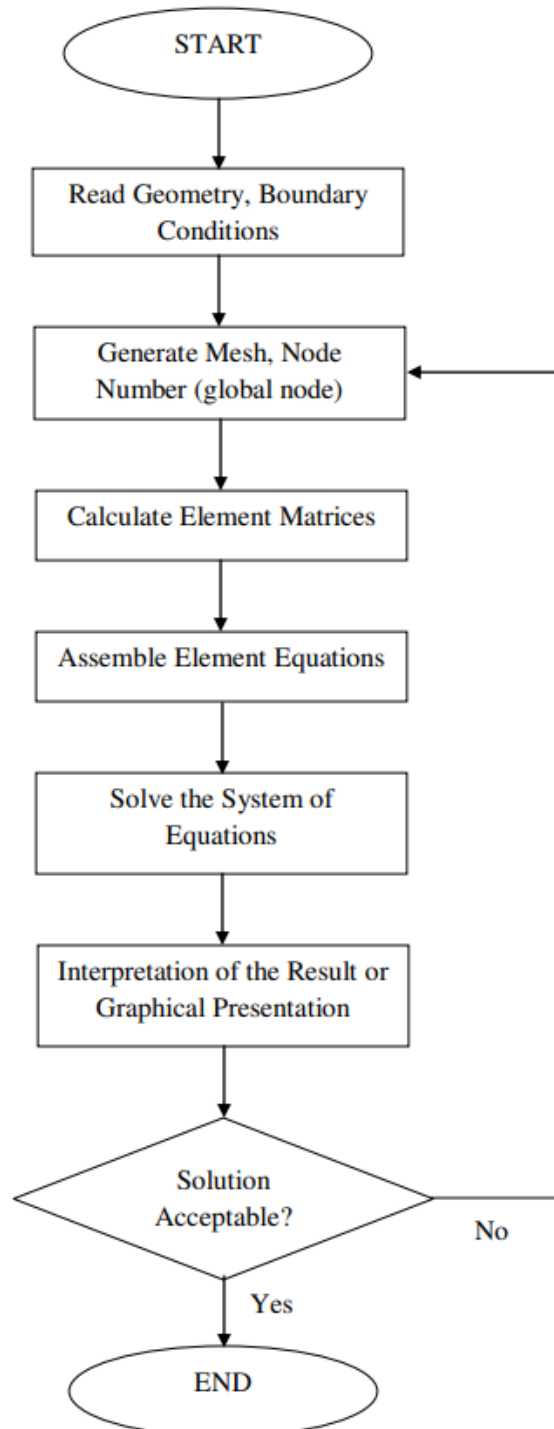 START
Read Geometry, Boundary
Conditions
Generate Mesh, Node
Number (global node)
Calculate Element Matrices
Assemble Element Equations
Solve the System of
Equations
Interpretation of the Result or
Graphical Presentation
Solution
Acceptable?
No
Yes
END